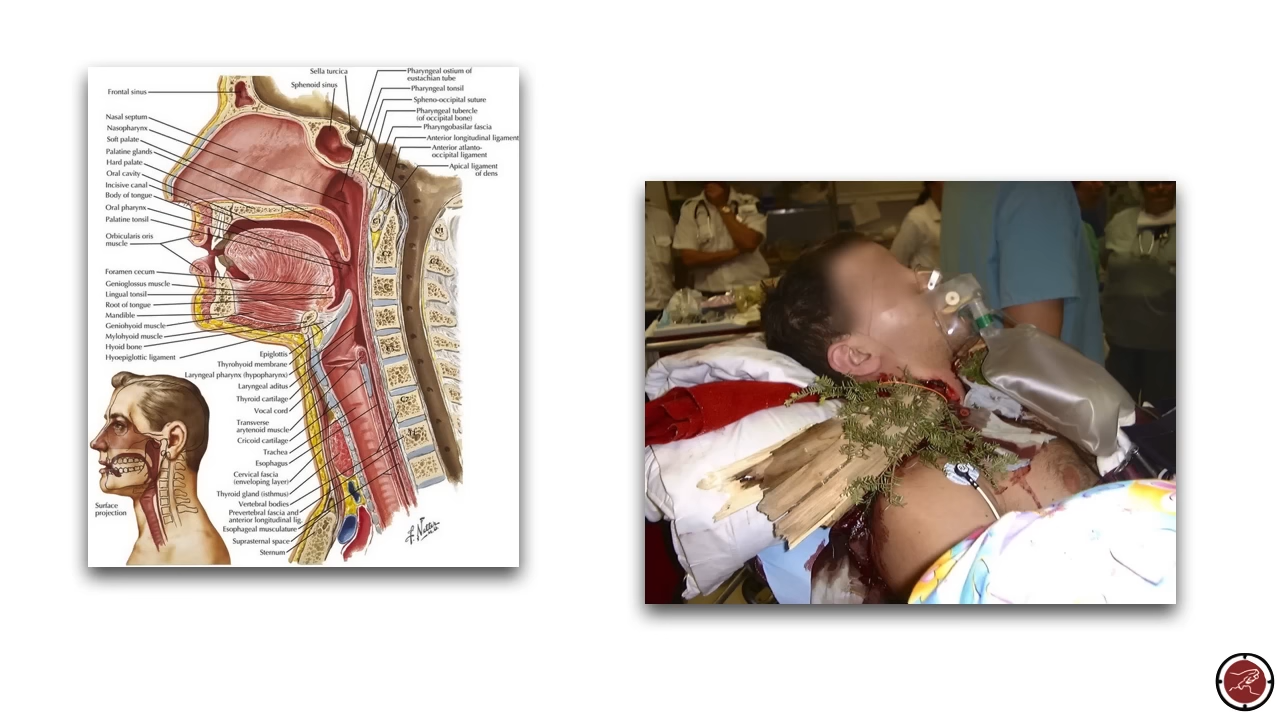 Sella turcica
Sphenoid sinus
Frontal sinus
Nasal septum
Nasopharynx
Soft palate
Palatine glands
Hard palate
Oral cavity
Incisive canal
Body of tongue
Oral pharynx
Palatine tonsil
Orbicularis oris
muscle
Foramen cecum
Genioglossus muscle
Lingual tonsil
Root of tongue
Mandible
Geniohyoid muscle
Mylohyoid muscle
Hyoid bone
Hyoepiglottic ligament
Pharyngeal ostium of
eustachian tube
Pharyngeal tonsil
Spheno-occipital suture
Pharyngeal tubercle
(of occipital bone)
Pharyngobasilar fascia
Anterior longitudinal ligament
Anterior atlanto-
occipital ligament
Apical ligament
of dens
Epiglottis
Thyrohyoid membrane
Laryngeal pharynx (hypopharynx)
Laryngeal aditus
Thyroid cartilage
Vocal cord
Transverse
arytenoid muscle
Cricoid cartilage
Trachea
Esophagus
Cervical fascia
(enveloping layer)
Thyroid gland (isthmus)
Vertebral bodies
Prevertebral fascia and
anterior longitudinal lig.
Esophageal musculature
Suprasternal space
Sternum
Surface
projection